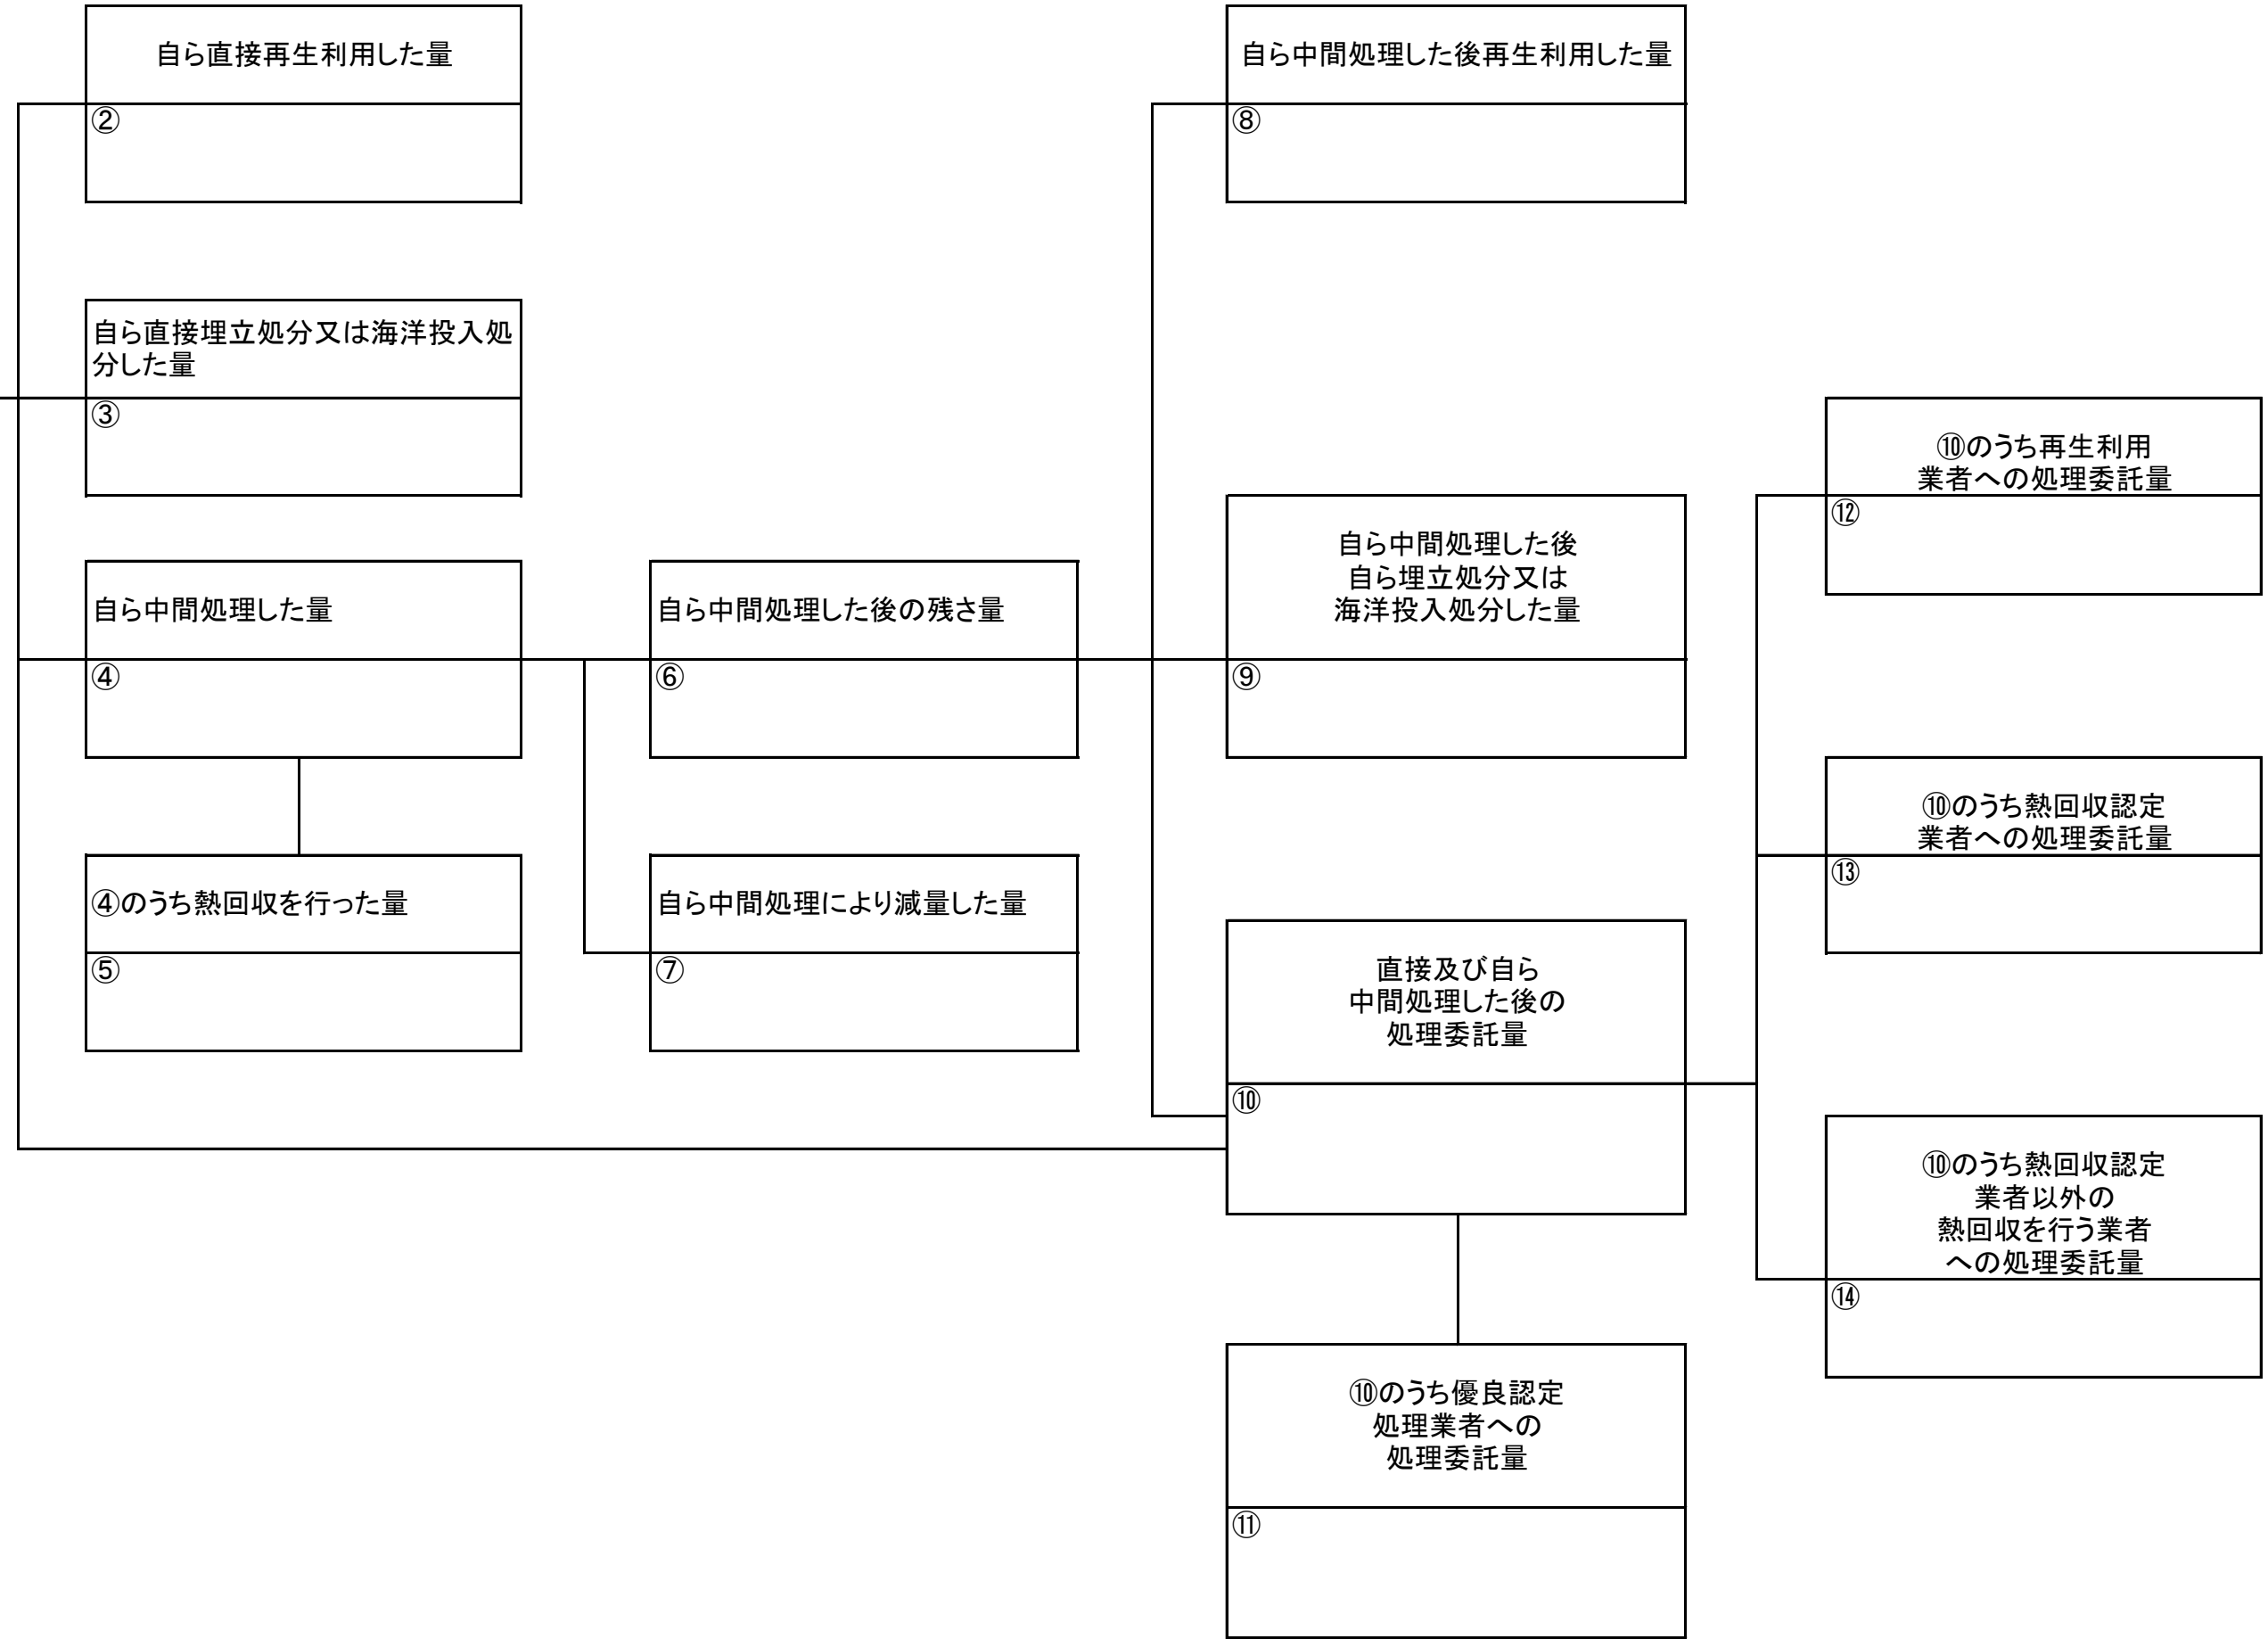 自ら直接再生利用した量
②
自ら直接埋立処分又は海洋投入処
分した量
③
自ら中間処理した量
④
④のうち熱回収を行った量
⑤
自ら中間処理した後の残さ量
⑥
自ら中間処理により減量した量
⑦
自ら中間処理した後再生利用した量
⑧
自ら中間処理した後
自ら埋立処分又は
海洋投入処分した量
⑨
直接及び自ら
中間処理した後の
処理委託量
⑩
⑩のうち優良認定
処理業者への
処理委託量
⑪
⑩のうち再生利用
業者への処理委託量
⑫
⑩のうち熱回収認定
業者への処理委託量
⑬
⑩のうち熱回収認定
業者以外の
熱回収を行う業者
への処理委託量
⑭